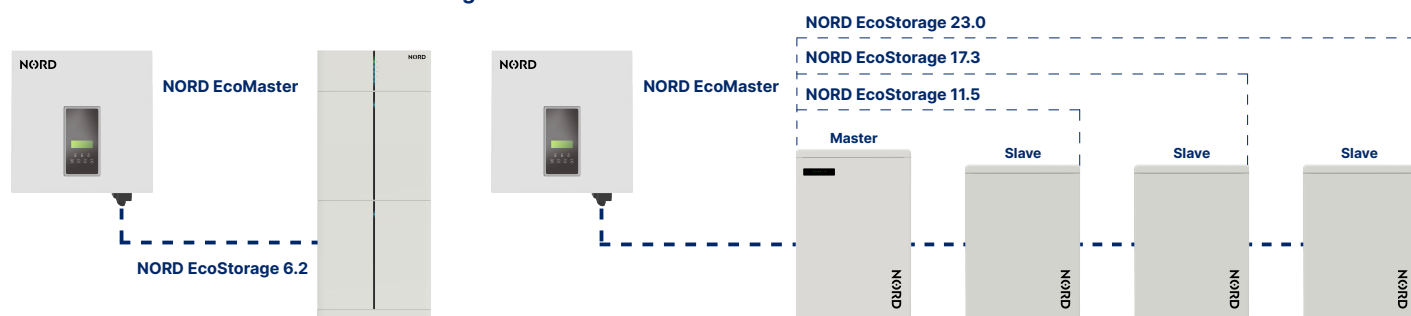 NORD
NORD EcoMaster
NORD
NORD EcoStorage 6.2
NORD
NORD EcoMaster
NORD EcoStorage 23.0
NORD EcoStorage 17.3
NORD EcoStorage 11.5
Master
Slave
Slave
Slave
NORD
NORD
NORD
NORD